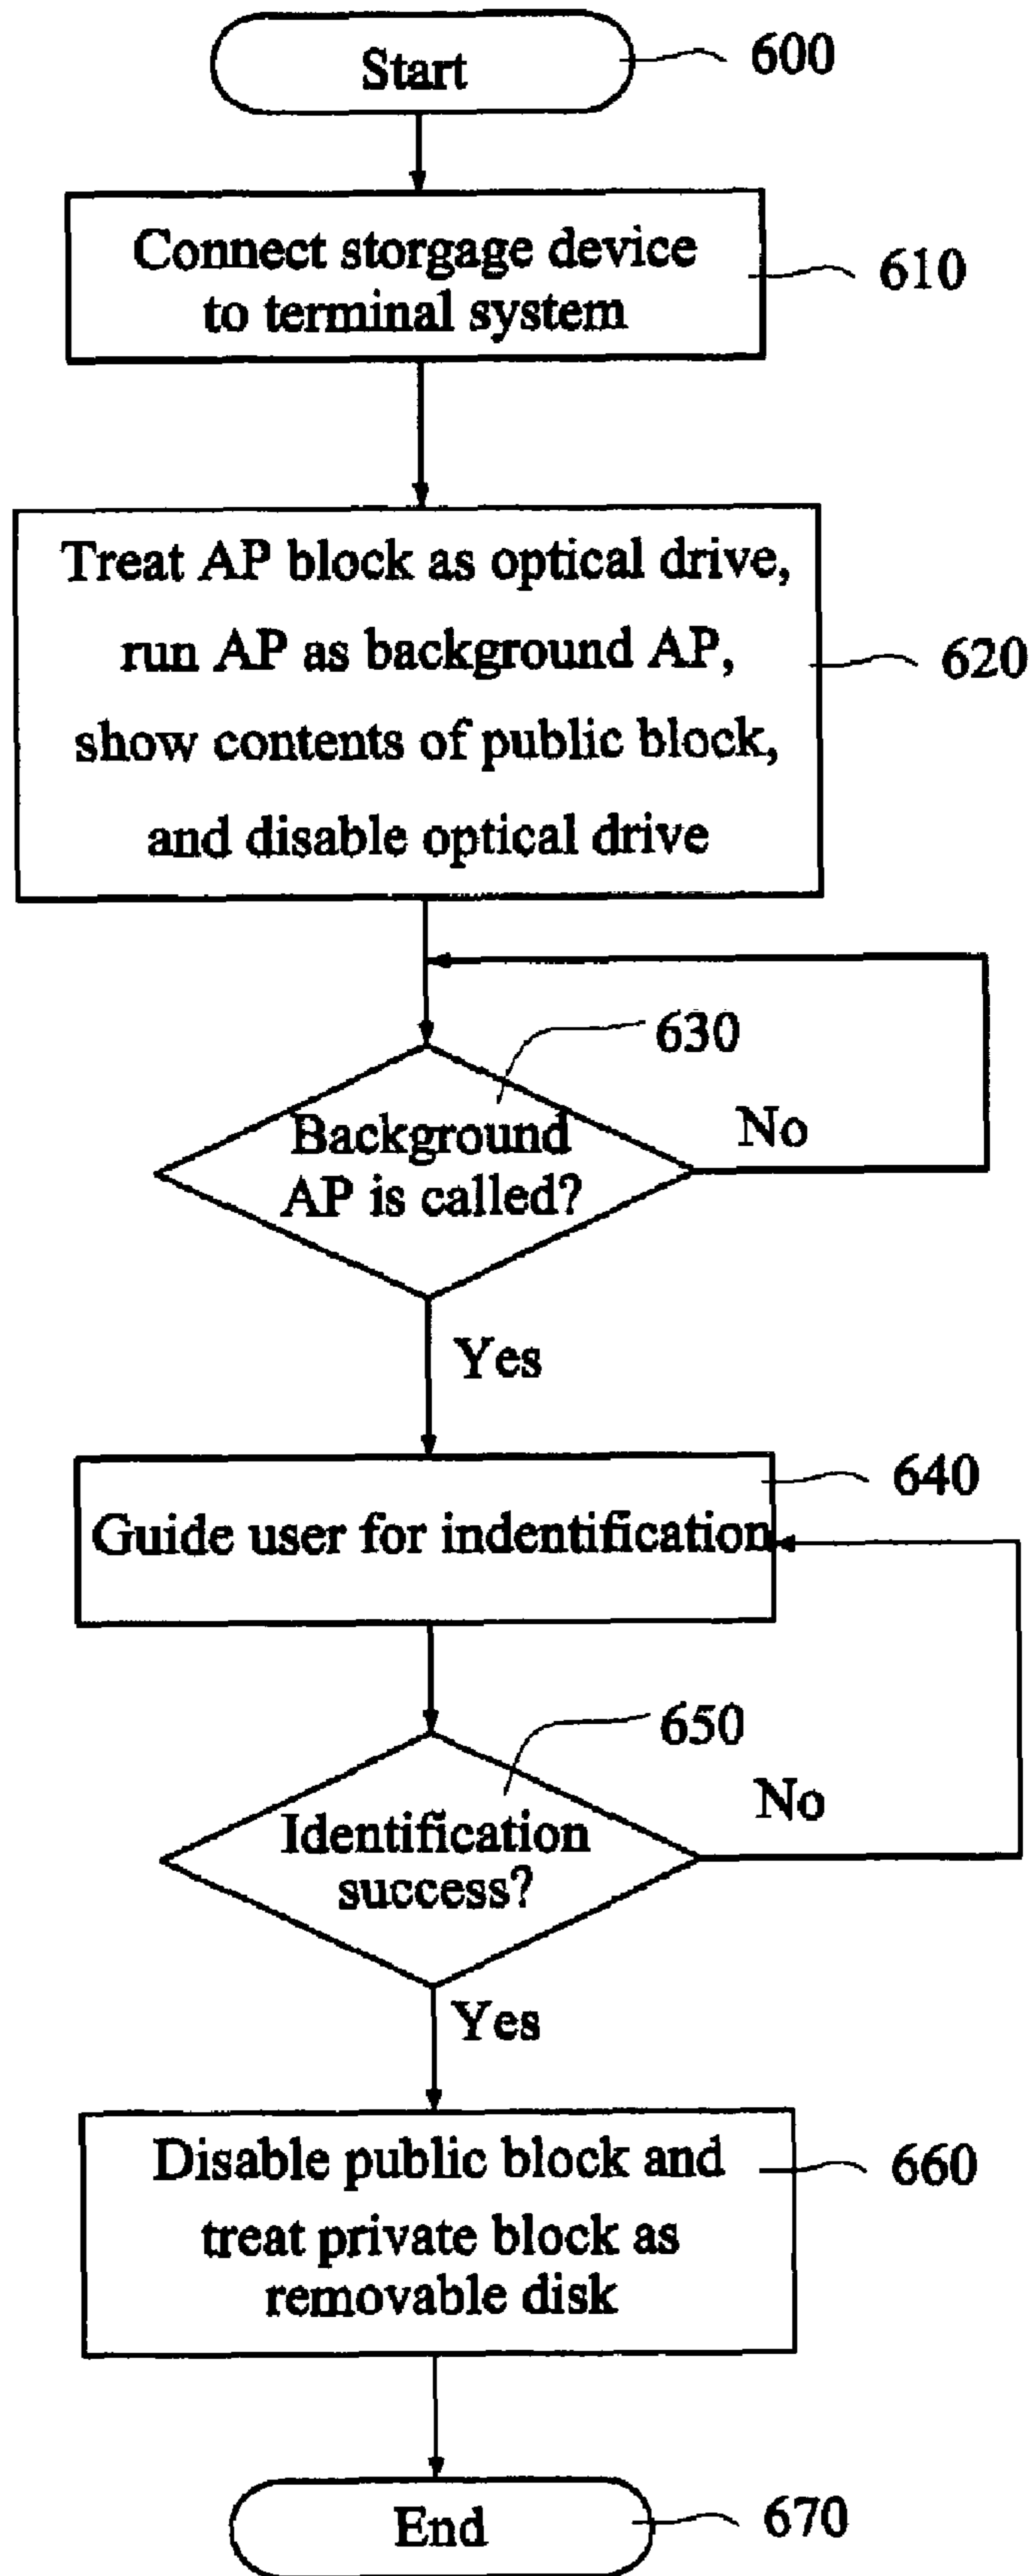 Start
600
Connect storgage device
to terminal system
610
Treat AP block as optical drive,
run AP as background AP,
show contents of public block,
and disable optical drive
620
630
Background
AP is called?
No
Yes
640
Guide user for indentification
650
Identification
success?
No
Yes
Disable public block and
treat private block as
removable disk
660
End
670